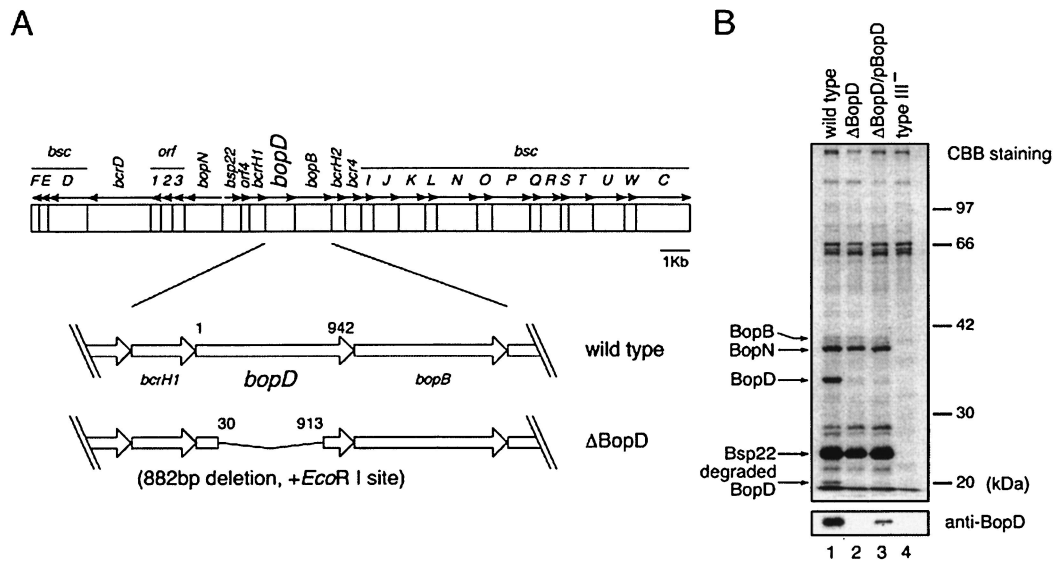 A
bsc
bcrD
orf
bopN
bsp22
orf4
bcrH1
bopD
bopB
bcrH2
bcr4
bsc
F E D 1 2 3 I J K L N O P Q R S T U W C
1Kb
1 942
wild type
bcrH1 bopD bopB
30 913
ΔBopD
(882bp deletion, +EcoR I site)
B
wild type
ΔBopD
ΔBopD/pBopD
type III⁻
CBB staining
97
66
42
BopB
BopN
BopD
30
Bsp22
degraded
BopD
20 (kDa)
anti-BopD
1 2 3 4